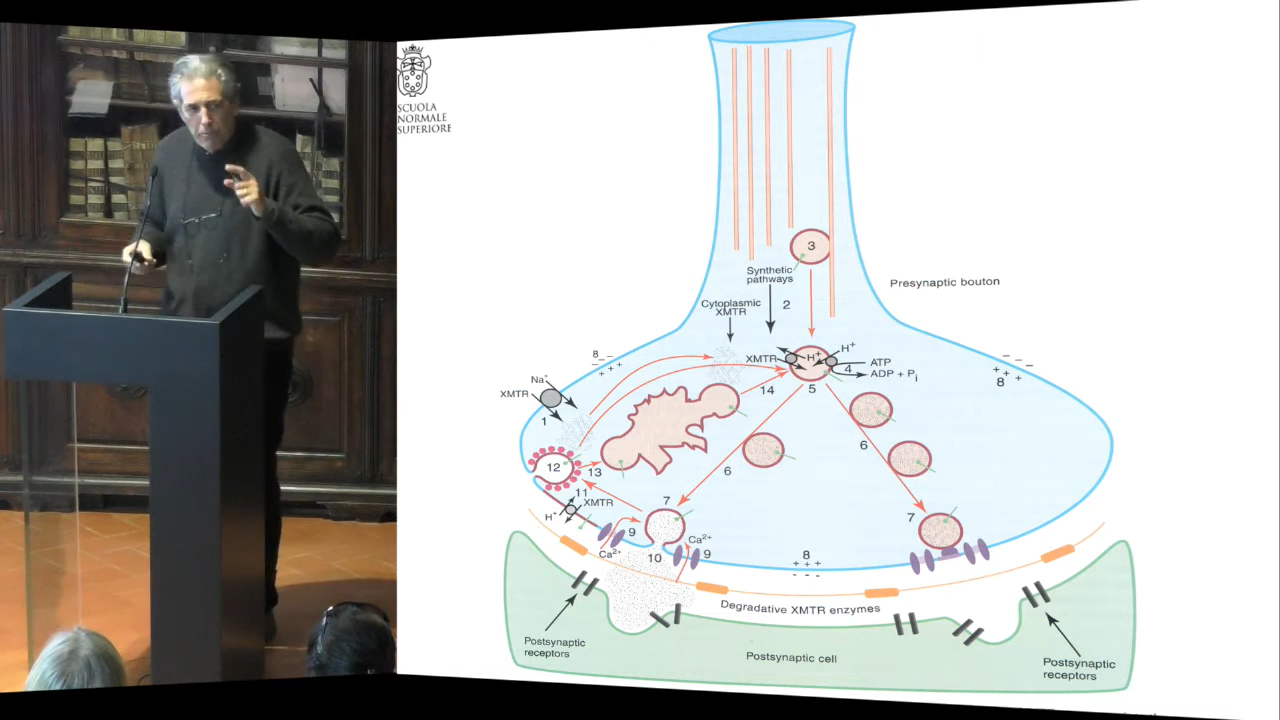 SCUOLA
NORMALE
SUPERIORE
3
Synthetic
pathways
Presynaptic bouton
2
Cytoplasmic
XMTR
H⁺
XMTR
H⁺
ATP
4
ADP + Pi
5
8
8
Na⁺
XMTR
1
14
6
6
12
13
11
XMTR
H⁺
7
7
9
Ca²⁺
Ca²⁺
9
10
8
Degradative XMTR enzymes
Postsynaptic
receptors
Postsynaptic cell
Postsynaptic
receptors